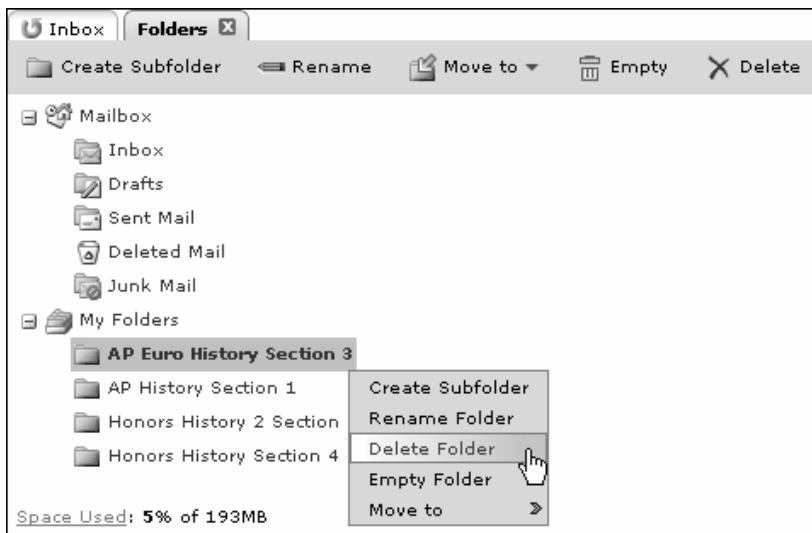 Inbox Folders
Create Subfolder Rename Move to Empty Delete
Mailbox
Inbox
Drafts
Sent Mail
Deleted Mail
Junk Mail
My Folders
AP Euro History Section 3
AP History Section 1
Honors History 2 Section
Honors History Section 4
Create Subfolder
Rename Folder
Delete Folder
Empty Folder
Move to
Space Used: 5% of 193MB